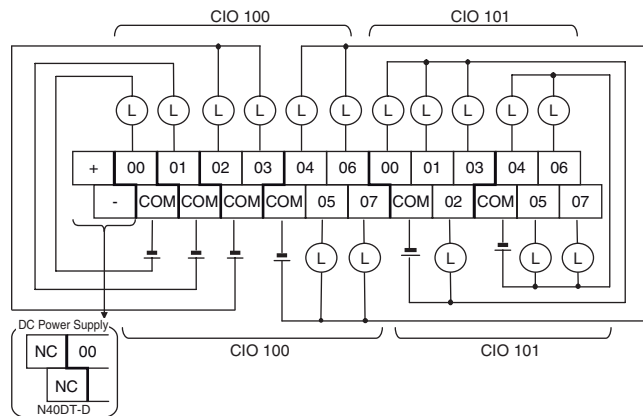 CIO 100 CIO 101
L L L L L L L L L L L
+ 00 01 02 03 04 06 00 01 03 04 06
- COM COM COM COM 05 07 COM 02 COM 05 07
L L L L L
DC Power Supply
NC 00
NC
N40DT-D
CIO 100 CIO 101